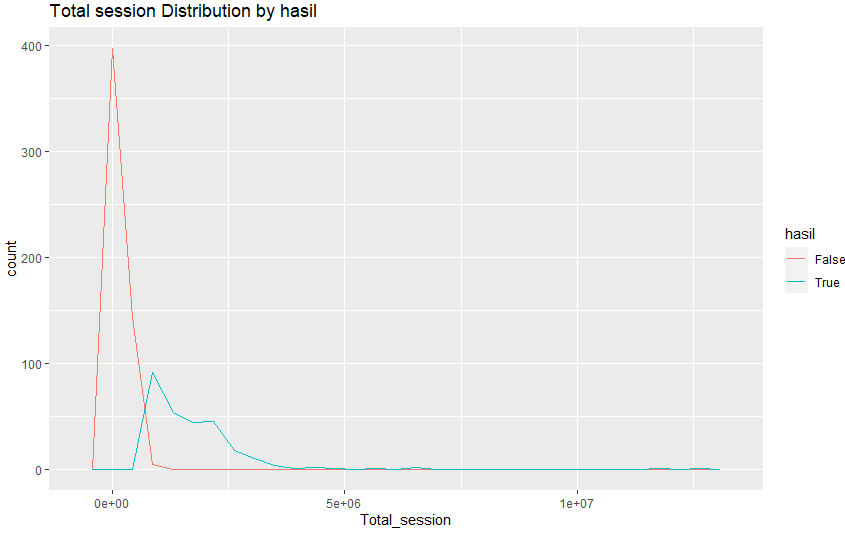 Total session Distribution by hasil
400
300
200
100
0
count
0e+00
5e+06
1e+07
Total_session
hasil
False
True